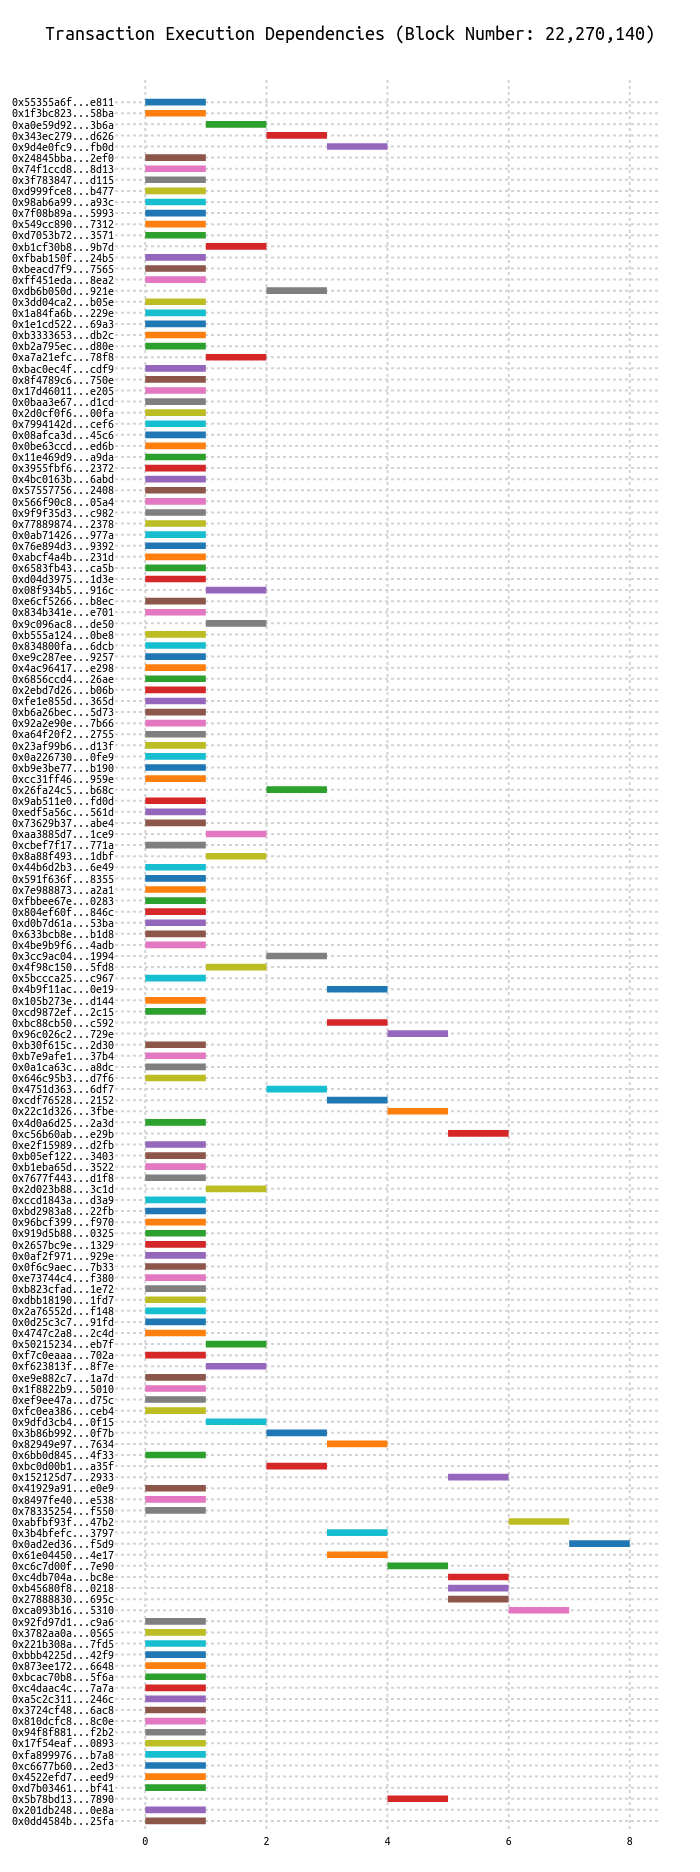 Transaction Execution Dependencies (Block Number: 22,270,140)
0x55355a6f...e811
0x1f3bc823...58ba
0xa0e59d92...3b6a
0x343ec279...d626
0x9d4e0fc9...fb0d
0x24845bba...2ef0
0x74f1ccd8...8d13
0x3f783847...d115
0xd999fce8...b477
0x98ab6a99...a93c
0x7f08b89a...5993
0x549cc890...7312
0xd7053b72...3571
0xb1cf30b8...9b7d
0xfbab150f...24b5
0xbeacd7f9...7565
0xff451eda...8ea2
0xdb6b050d...921e
0x3dd04ca2...b05e
0x1a84fa6b...229e
0x1e1cd522...69a3
0xb3333653...db2c
0xb2a795ec...d80e
0xa7a21efc...78f8
0xbac0ec4f...cdf9
0x8f4789c6...750e
0x17d46011...e205
0x0baa3e67...d1cd
0x2d0cf0f6...00fa
0x7994142d...cef6
0x08afca3d...45c6
0x0be63ccd...ed6b
0x11e469d9...a9da
0x3955fbf6...2372
0x4bc0163b...6abd
0x57557756...2408
0x566f90c8...05a4
0x9f9f35d3...c982
0x77889874...2378
0x0ab71426...977a
0x76e894d3...9392
0xabcf4a4b...231d
0x6583fb43...ca5b
0xd04d3975...1d3e
0x08f934b5...916c
0xe6cf5266...b8ec
0x834b341e...e701
0x9c096ac8...de50
0xb555a124...0be8
0x834800fa...6dcb
0xe9c287ee...9257
0x4ac96417...e298
0x6856ccd4...26ae
0x2ebd7d26...b06b
0xfe1e855d...365d
0xb6a26bec...5d73
0x92a2e90e...7b66
0xa64f20f2...2755
0x23af99b6...d13f
0x0a226730...0fe9
0xb9e3be77...b190
0xcc31ff46...959e
0x26fa24c5...b68c
0x9ab511e0...fd0d
0xedf5a56c...561d
0x73629b37...abe4
0xaa3885d7...1ce9
0xcbef7f17...771a
0x8a88f493...1dbf
0x44b6d2b3...6e49
0x591f636f...8355
0x7e988873...a2a1
0xfbbee67e...0283
0x804ef60f...846c
0xd0b7d61a...53ba
0x633bcb8e...b1d8
0x4be9b9f6...4adb
0x3cc9ac04...1994
0x4f98c150...5fd8
0x5bccca25...c967
0x4b9f11ac...0e19
0x105b273e...d144
0xcd9872ef...2c15
0xbc88cb50...c592
0x96c026c2...729e
0xb30f615c...2d30
0xb7e9afe1...37b4
0x0a1ca63c...a8dc
0x646c95b3...d7f6
0x4751d363...6df7
0xcdf76528...2152
0x22c1d326...3fbe
0x4d0a6d25...2a3d
0xc56b60ab...e29b
0xe2f15989...d2fb
0xb05ef122...3403
0xb1eba65d...3522
0x7677f443...d1f8
0x2d023b88...3c1d
0xccd1843a...d3a9
0xbd2983a8...22fb
0x96bcf399...f970
0x919d5b88...0325
0x2657bc9e...1329
0x0af2f971...929e
0x0f6c9aec...7b33
0xe73744c4...f380
0xb823cfad...1e72
0xdbb18190...1fd7
0x2a76552d...f148
0x0d25c3c7...91fd
0x4747c2a8...2c4d
0x50215234...eb7f
0xf7c0eaaa...702a
0xf623813f...8f7e
0xe9e882c7...1a7d
0x1f8822b9...5010
0xef9ee47a...d75c
0xfc0ea386...ceb4
0x9dfd3cb4...0f15
0x3b86b992...0f7b
0x82949e97...7634
0x6bb0d845...4f33
0xbc0d00b1...a35f
0x152125d7...2933
0x41929a91...e0e9
0x8497fe40...e538
0x78335254...f550
0xabfbf93f...47b2
0x3b4bfefc...3797
0x0ad2ed36...f5d9
0x61e04450...4e17
0xc6c7d00f...7e90
0xc4db704a...bc8e
0xb45680f8...0218
0x27888830...695c
0xca093b16...5310
0x92fd97d1...c9a6
0x3782aa0a...0565
0x221b308a...7fd5
0xbbb4225d...42f9
0x873ee172...6648
0xbcac70b8...5f6a
0xc4daac4c...7a7a
0xa5c2c311...246c
0x3724cf48...6ac8
0x810dcfc8...8c0e
0x94f8f881...f2b2
0x17f54eaf...0893
0xfa899976...b7a8
0xc6677b60...2ed3
0x4522efd7...eed9
0xd7b03461...bf41
0x5b78bd13...7890
0x201db248...0e8a
0x0dd4584b...25fa
0 2 4 6 8